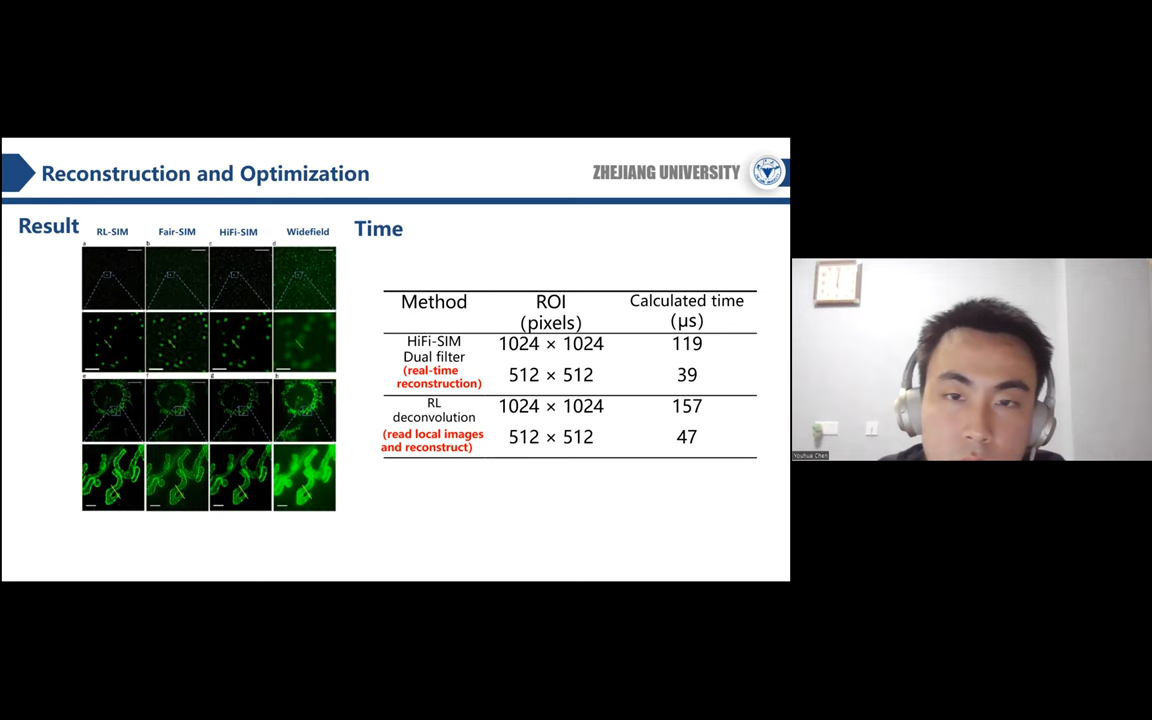 Reconstruction and Optimization
ZHEJIANG UNIVERSITY
Result
RL-SIM
Fair-SIM
HiFi-SIM
Widefield
a
b
c
d
e
f
g
h
Time
Method
ROI
(pixels)
Calculated time
(μs)
HiFi-SIM
Dual filter
(real-time
reconstruction)
1024 × 1024
119
512 × 512
39
RL
deconvolution
(read local images
and reconstruct)
1024 × 1024
157
512 × 512
47
Youhua Chen